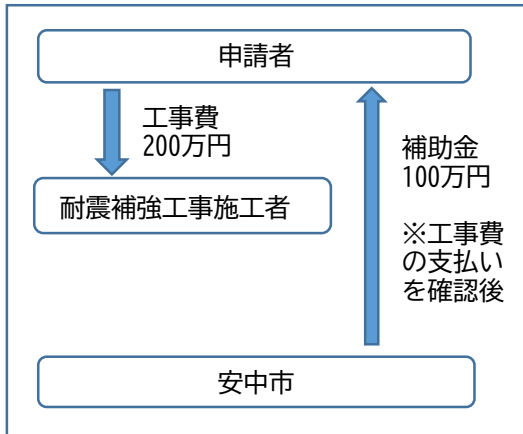 申請者
工事費
200万円
耐震補強工事施工者
補助金
100万円
※工事費
の支払い
を確認後
安中市